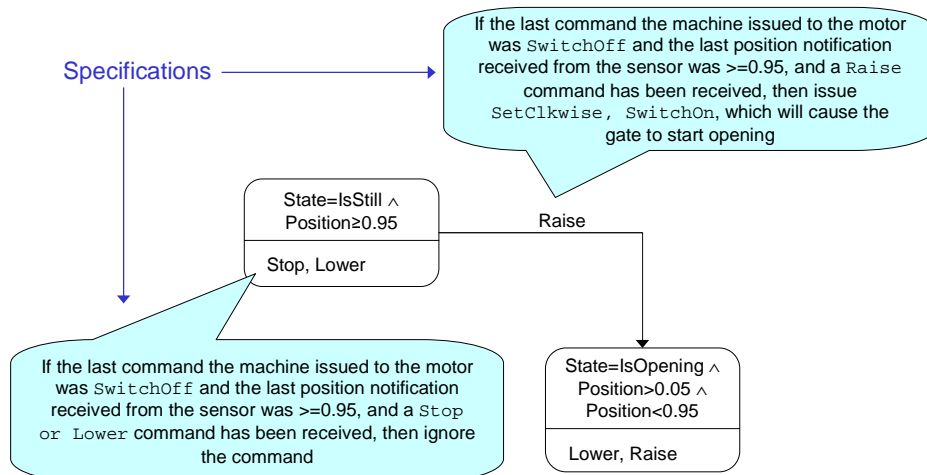 If the last command the machine issued to the motor
was SwitchOff and the last position notification
received from the sensor was >=0.95, and a Raise
command has been received, then issue
SetClkwise, SwitchOn, which will cause the
gate to start opening
Specifications
State=IsStill ∧
Position≥0.95
Stop, Lower
Raise
If the last command the machine issued to the motor
was SwitchOff and the last position notification
received from the sensor was >=0.95, and a Stop
or Lower command has been received, then ignore
the command
State=IsOpening ∧
Position>0.05 ∧
Position<0.95
Lower, Raise